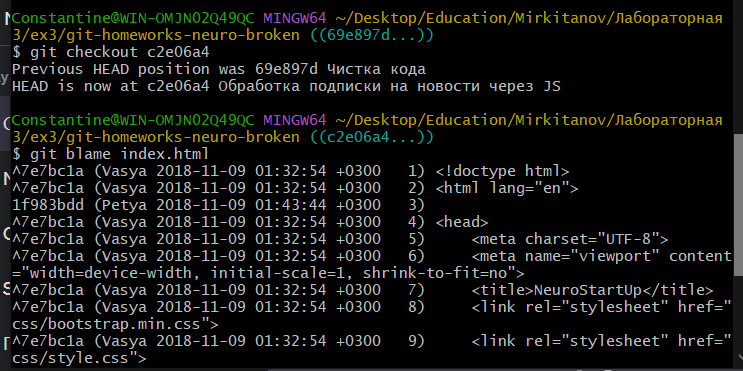 Constantine@WIN-OMJNO2Q49QC MINGW64 ~/Desktop/Education/Mirkitanov/Лабораторная
3/ex3/git-homeworks-neuro-broken ((69e897d...))
$ git checkout c2e06a4
Previous HEAD position was 69e897d Чистка кода
HEAD is now at c2e06a4 Обработка подписки на новости через JS

Constantine@WIN-OMJNO2Q49QC MINGW64 ~/Desktop/Education/Mirkitanov/Лабораторная
3/ex3/git-homeworks-neuro-broken ((c2e06a4...))
$ git blame index.html
^7e7bc1a (Vasya 2018-11-09 01:32:54 +0300   1) <!doctype html>
^7e7bc1a (Vasya 2018-11-09 01:32:54 +0300   2) <html lang="en">
1f983bdd (Petya 2018-11-09 01:43:44 +0300   3)
^7e7bc1a (Vasya 2018-11-09 01:32:54 +0300   4) <head>
^7e7bc1a (Vasya 2018-11-09 01:32:54 +0300   5)     <meta charset="UTF-8">
^7e7bc1a (Vasya 2018-11-09 01:32:54 +0300   6)     <meta name="viewport" content
="width=device-width, initial-scale=1, shrink-to-fit=no">
^7e7bc1a (Vasya 2018-11-09 01:32:54 +0300   7)     <title>NeuroStartUp</title>
^7e7bc1a (Vasya 2018-11-09 01:32:54 +0300   8)     <link rel="stylesheet" href="
css/bootstrap.min.css">
^7e7bc1a (Vasya 2018-11-09 01:32:54 +0300   9)     <link rel="stylesheet" href="
css/style.css">